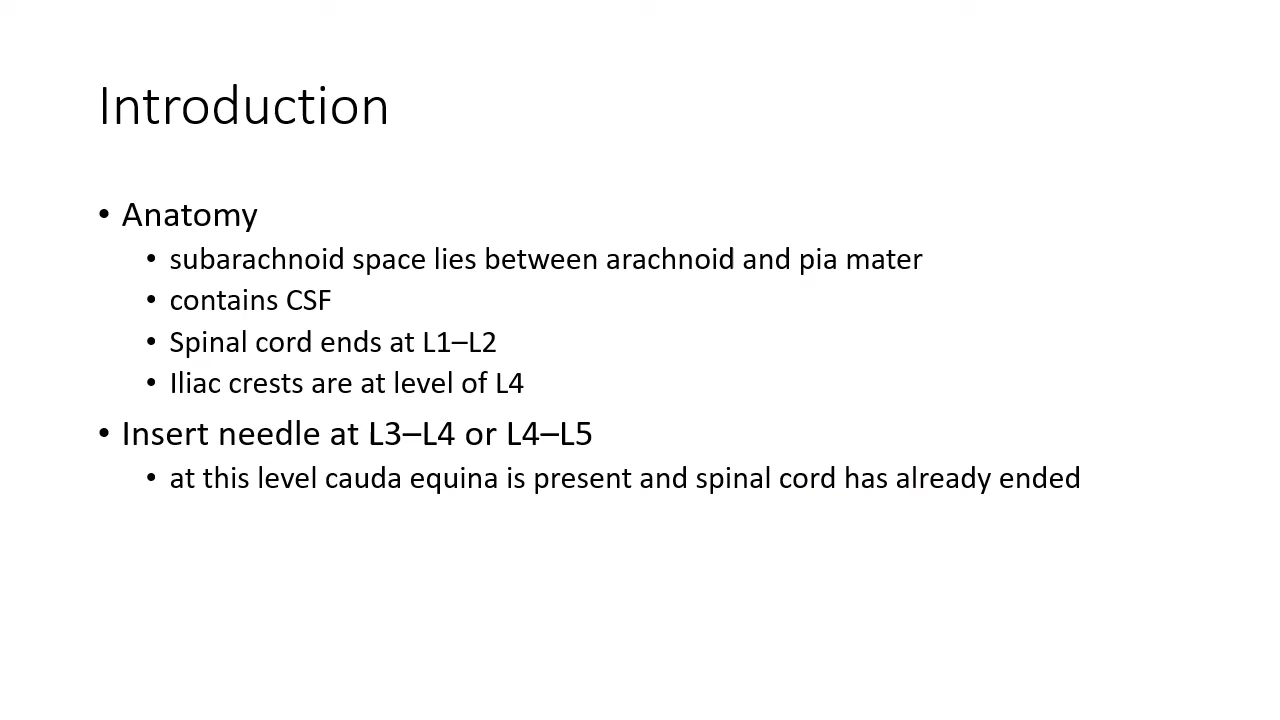 Introduction
• Anatomy
• subarachnoid space lies between arachnoid and pia mater
• contains CSF
• Spinal cord ends at L1–L2
• Iliac crests are at level of L4
• Insert needle at L3–L4 or L4–L5
• at this level cauda equina is present and spinal cord has already ended